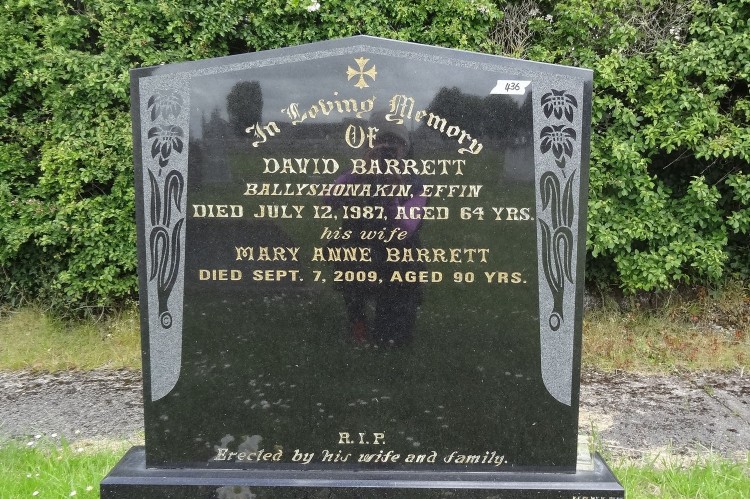 436
In Loving Memory
Of
DAVID BARRETT
BALLYSHONAKIN, EFFIN
DIED JULY 12, 1987, AGED 64 YRS.
his wife
MARY ANNE BARRETT
DIED SEPT. 7, 2009, AGED 90 YRS.
R.I.P.
Erected by his wife and family.